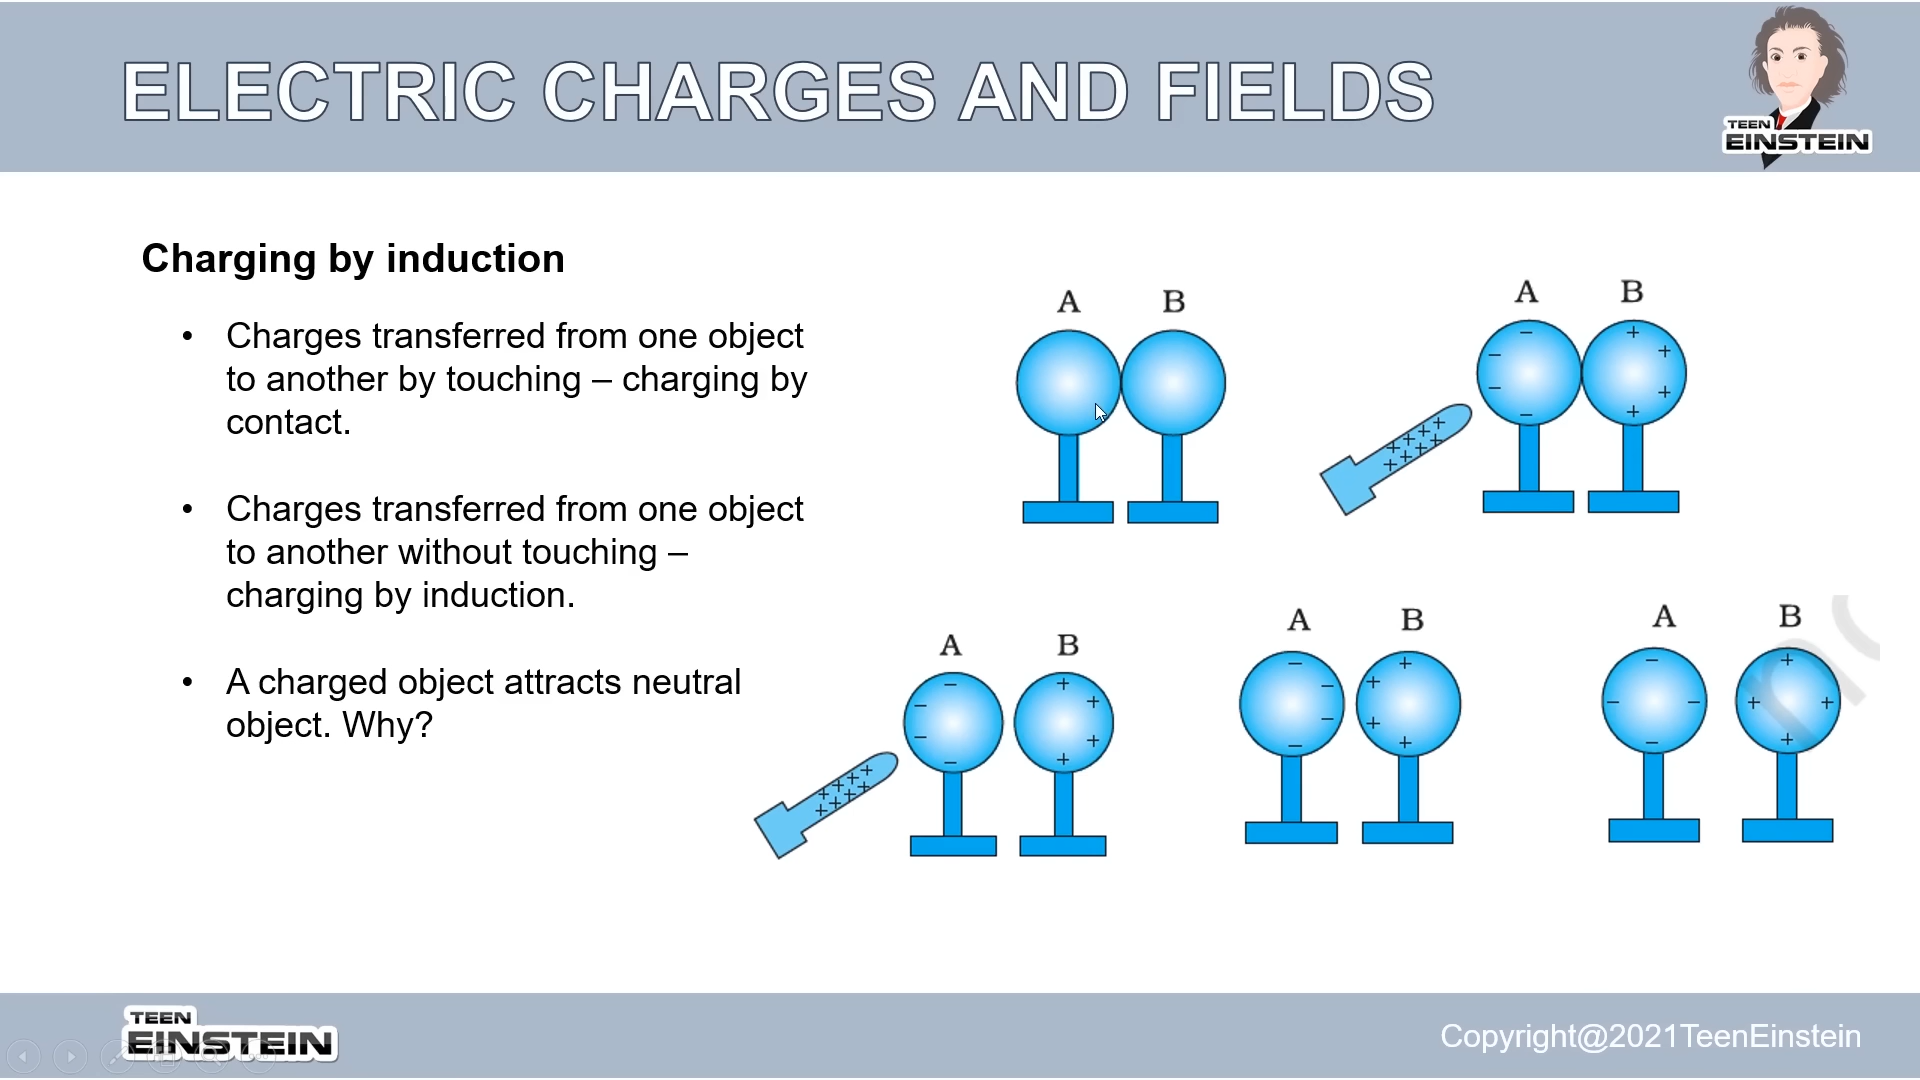 ELECTRIC CHARGES AND FIELDS
TEEN
EINSTEIN
Charging by induction
• Charges transferred from one object
to another by touching – charging by
contact.
• Charges transferred from one object
to another without touching –
charging by induction.
• A charged object attracts neutral
object. Why?
A B
A B
A B
A B
A B
TEEN
EINSTEIN
Copyright@2021TeenEinstein